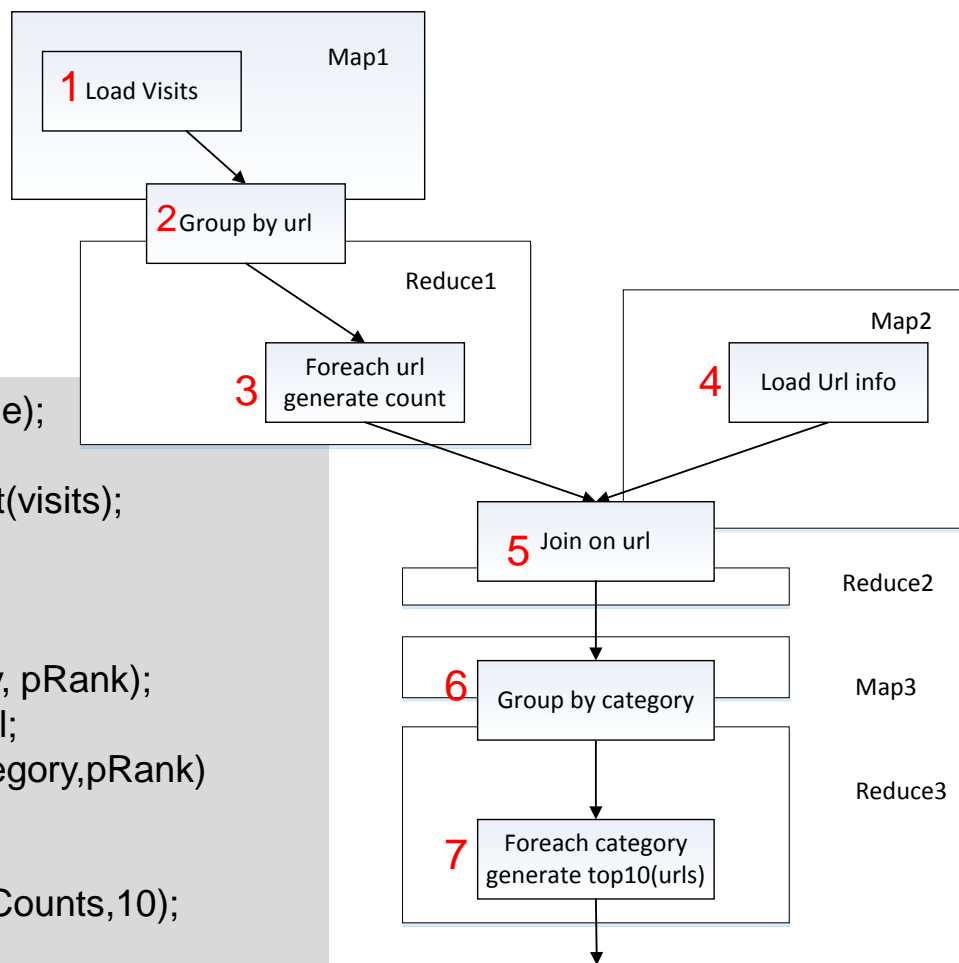 Map1
1 Load Visits
2 Group by url
Reduce1
Map2
3 Foreach url
generate count
4 Load Url info
e);
t(visits);
5 Join on url
Reduce2
, pRank);
6 Group by category
Map3
l;
egory,pRank)
Reduce3
7 Foreach category
generate top10(urls)
Counts,10);